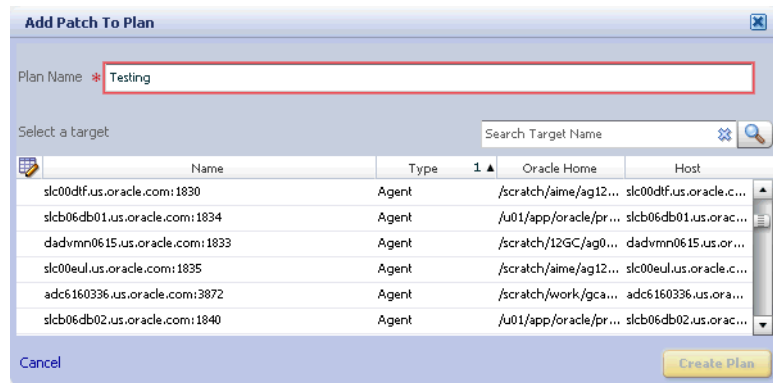 Add Patch To Plan
Plan Name * Testing
Select a target Search Target Name
Name Type 1 Oracle Home Host
slc00dtf.us.oracle.com:1830 Agent /scratch/aime/ag12... slc00dtf.us.oracle.c...
slcb06db01.us.oracle.com:1834 Agent /u01/app/oracle/pr... slcb06db01.us.orac...
dadvmn0615.us.oracle.com:1833 Agent /scratch/12GC/ag0... dadvmn0615.us.or...
slc00eul.us.oracle.com:1835 Agent /scratch/aime/ag12... slc00eul.us.oracle.c...
adc6160336.us.oracle.com:3872 Agent /scratch/work/gca... adc6160336.us.ora...
slcb06db02.us.oracle.com:1840 Agent /u01/app/oracle/pr... slcb06db02.us.orac...
Cancel Create Plan